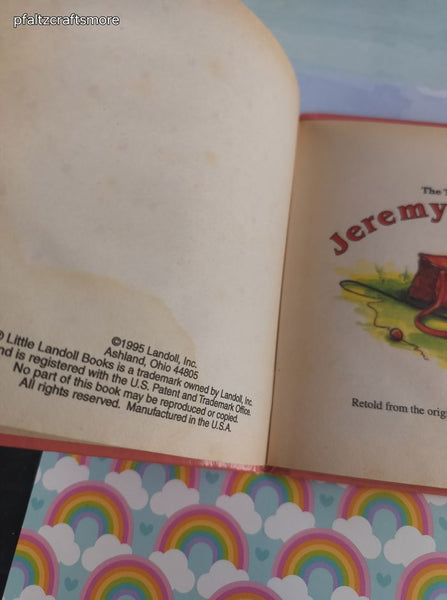 pfaltzcraftsmore
©1995 Landoll, Inc.
Ashland, Ohio 44805
® Little Landoll Books is a trademark owned by Landoll, Inc.
and is registered with the U.S. Patent and Trademark Office.
No part of this book may be reproduced or copied.
All rights reserved. Manufactured in the U.S.A.
The
Jeremy
Retold from the